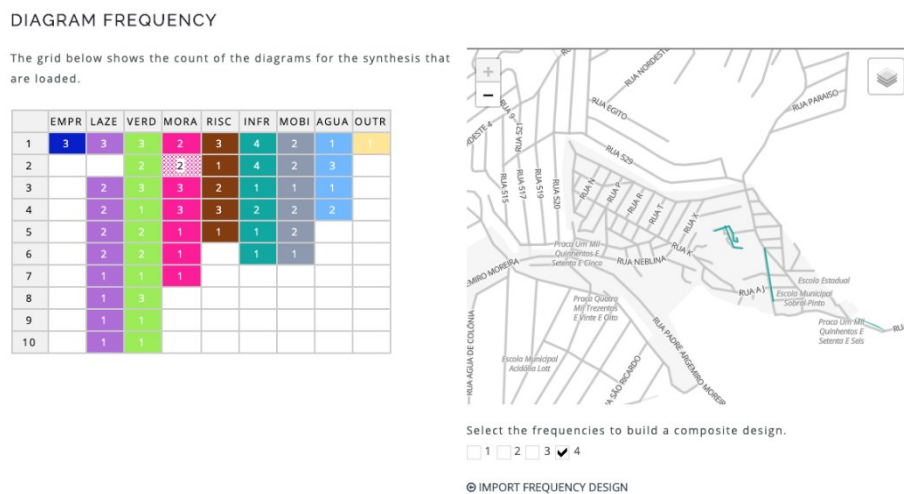 DIAGRAM FREQUENCY
The grid below shows the count of the diagrams for the synthesis that
are loaded.
EMPR LAZE VERD MORA RISC INFR MOBI AGUA OUTR
1 3 3 3 2 3 4 2 1 1
2 2 2 1 4 2 3
3 2 3 3 2 1 1 1
4 2 1 3 3 2 2 2
5 2 2 1 1 1 2
6 2 2 1 1 1
7 1 1 1
8 1 3
9 1 1
10 1 1
+
−
RUA NORDESTE
RUA EGITO
RUA PARAISO
RUA 9
RUA 521
RUA 529
RUA 515
RUA 517
RUA 519
RUA 520
RUA N
RUA P
RUA R
RUA T
RUA X
RUA K
Praca Um Mil
Quinhentos E
Setenta E Cinco
RUA NEBLINA
MIRO MOREIRA
RUA A J
Escola Estadual
Escola Municipal
Sobral Pinto
Praça Quatro
Mil Trezentos
E Vinte E Oito
Praca Um Mil
Quinhentos E
Setenta E Seis
RUA AGUA DE COLÔNIA
RUA PADRE ARGEMIRO MOREIR
Escola Municipal
Acidália Lott
A SÃO RICARDO
Select the frequencies to build a composite design.
1 2 3 4
IMPORT FREQUENCY DESIGN